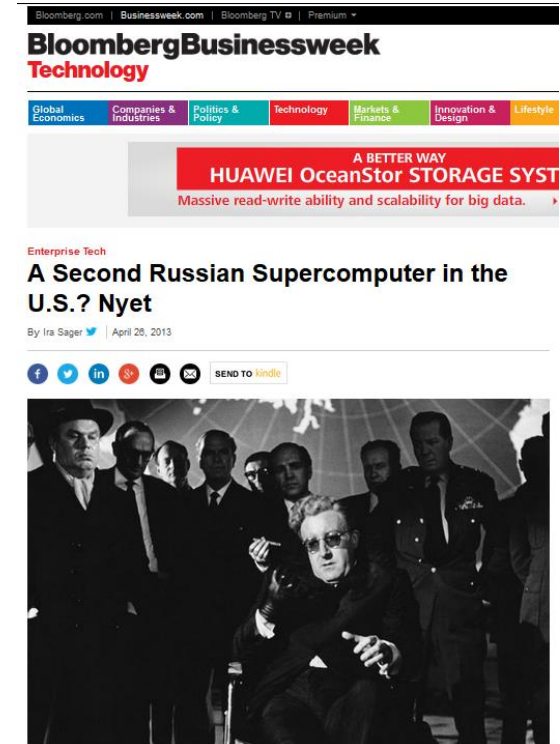 Bloomberg.com | Businessweek.com | Bloomberg TV | Premium
BloombergBusinessweek
Technology
Global Economics
Companies & Industries
Politics & Policy
Technology
Markets & Finance
Innovation & Design
Lifestyle
A BETTER WAY
HUAWEI OceanStor STORAGE SYST
Massive read-write ability and scalability for big data.
Enterprise Tech
A Second Russian Supercomputer in the
U.S.? Nyet
By Ira Sager | April 26, 2013
SEND TO kindle